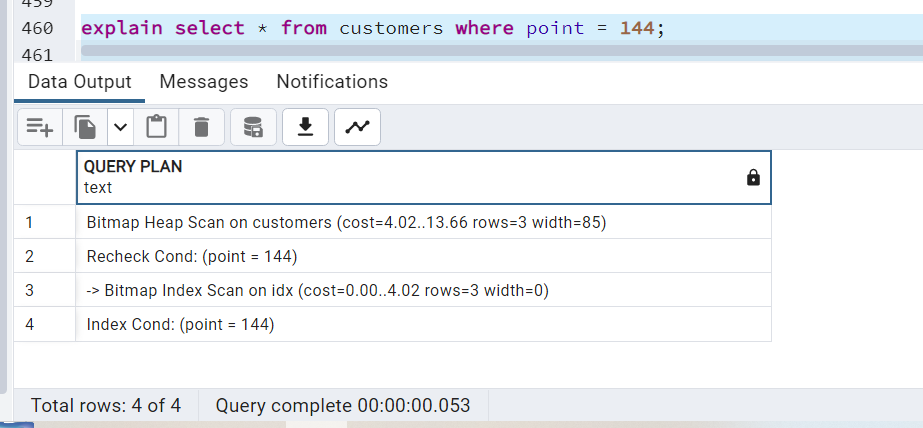 459
460 explain select * from customers where point = 144;
461
Data Output Messages Notifications
QUERY PLAN
text
1 Bitmap Heap Scan on customers (cost=4.02..13.66 rows=3 width=85)
2 Recheck Cond: (point = 144)
3 -> Bitmap Index Scan on idx (cost=0.00..4.02 rows=3 width=0)
4 Index Cond: (point = 144)
Total rows: 4 of 4 Query complete 00:00:00.053